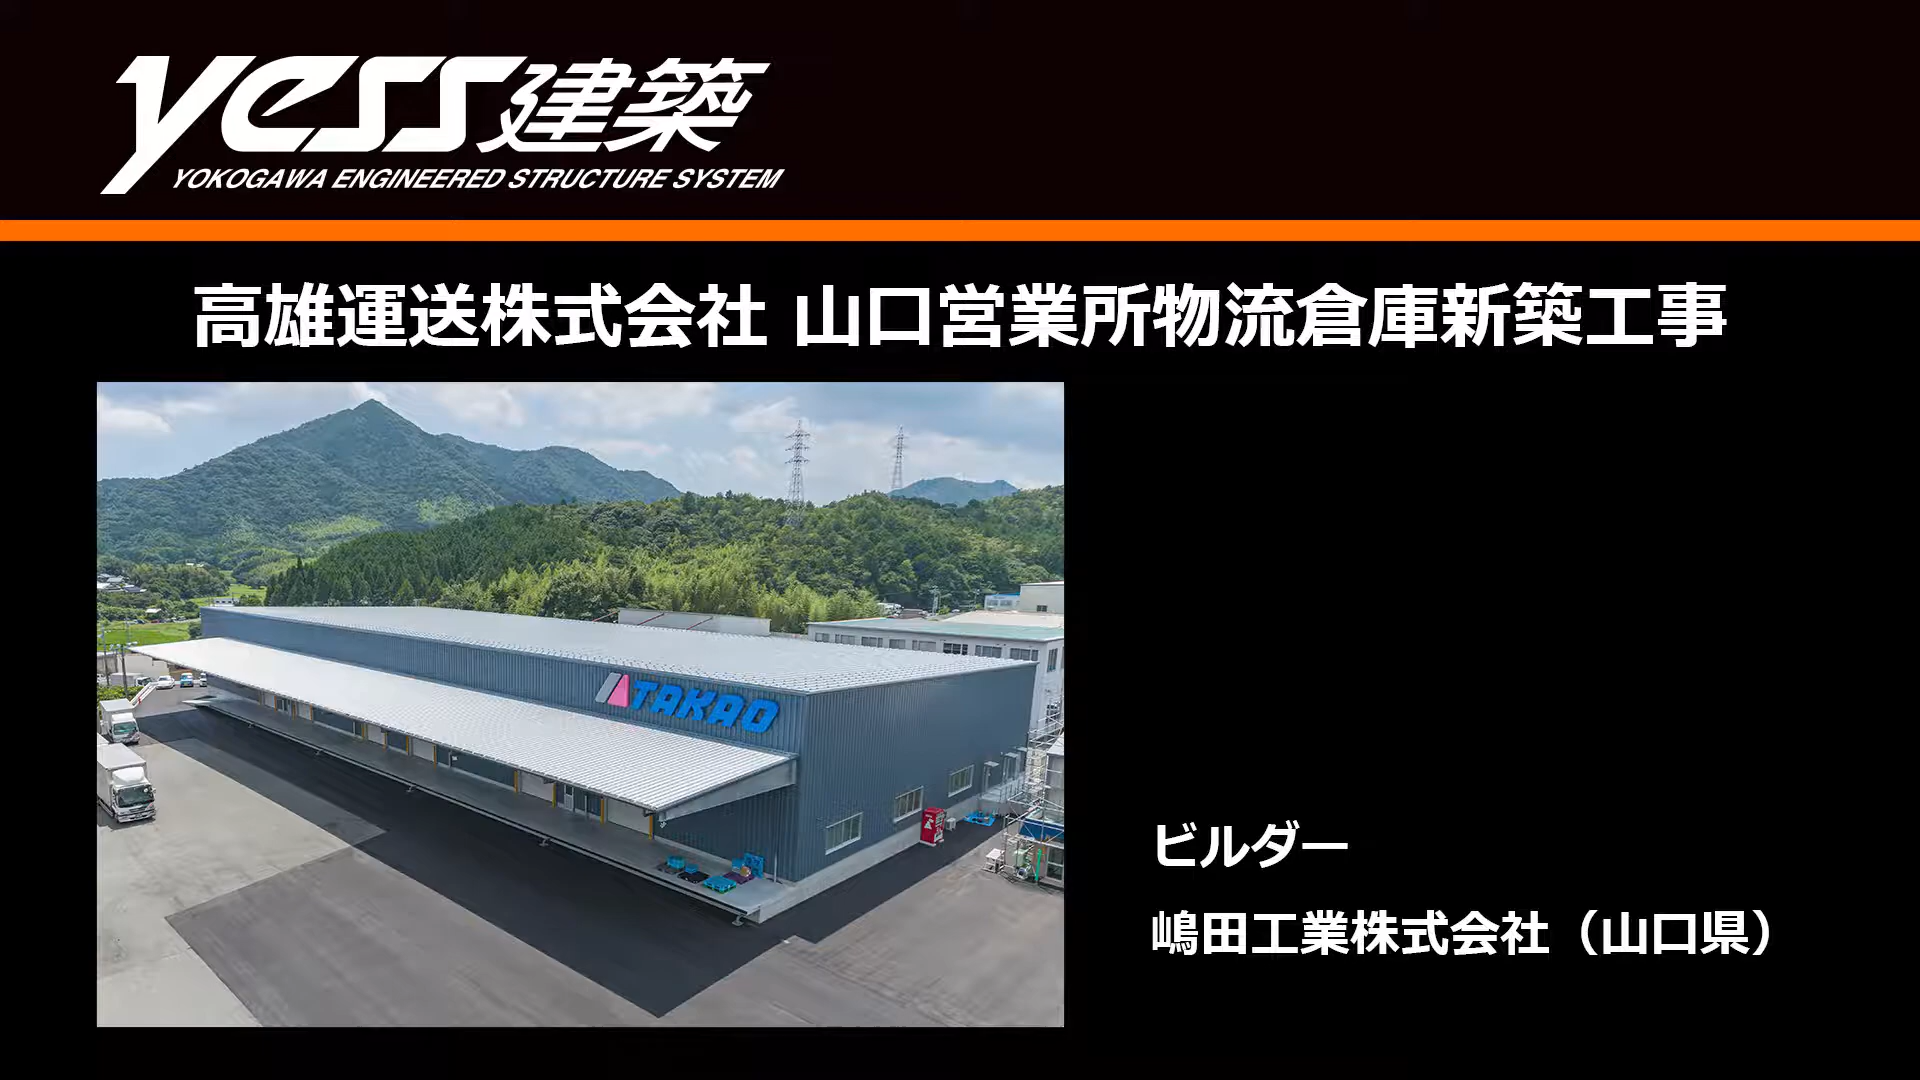 yess建築
YOKOGAWA ENGINEERED STRUCTURE SYSTEM
高雄運送株式会社 山口営業所物流倉庫新築工事
TAKAO
ビルダー
嶋田工業株式会社（山口県）